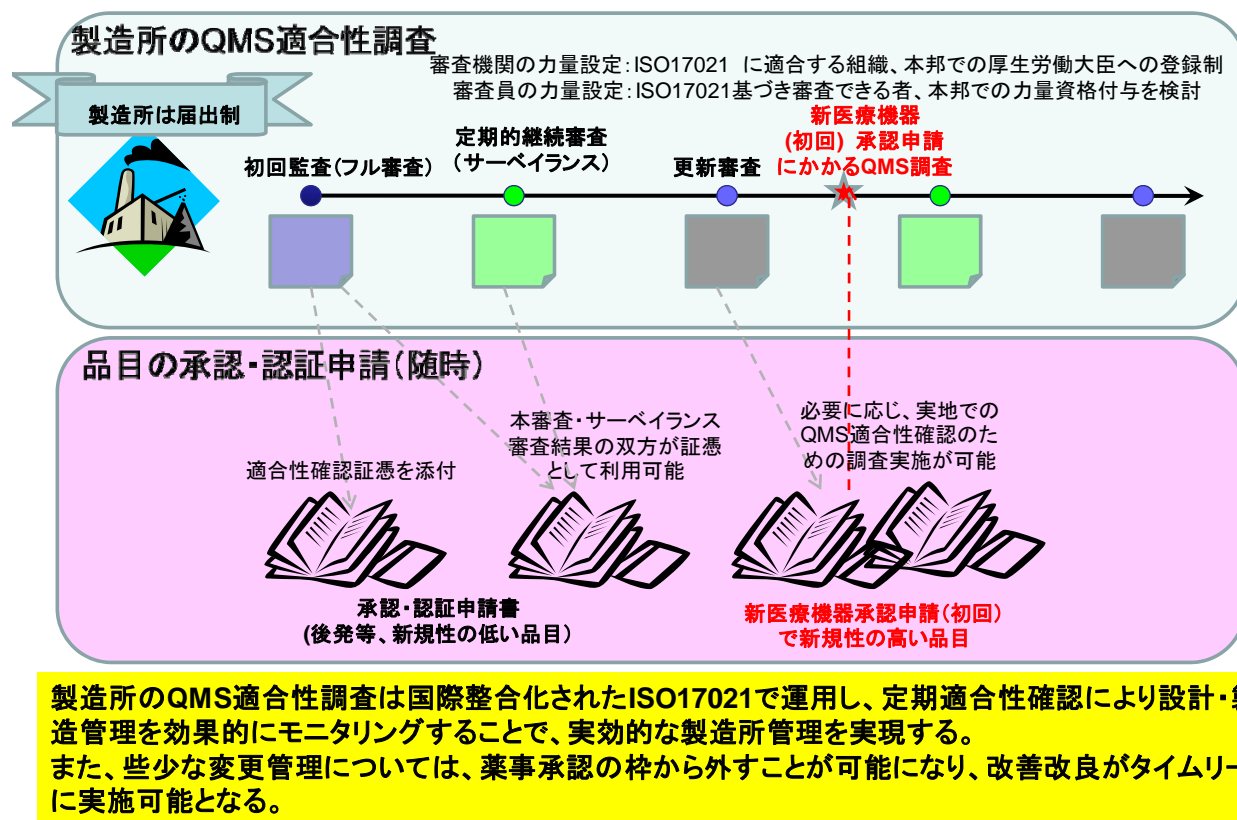 製造所のQMS適合性調査
審査機関の力量設定：ISO17021 に適合する組織、本邦での厚生労働大臣への登録制
審査員の力量設定：ISO17021基づき審査できる者、本邦での力量資格付与を検討
製造所は届出制
初回監査(フル審査)
定期的継続審査
（サーベイランス）
更新審査
新医療機器
(初回) 承認申請
にかかるQMS調査
品目の承認・認証申請（随時）
適合性確認証憑を添付
本審査・サーベイランス
審査結果の双方が証憑
として利用可能
必要に応じ、実地での
QMS適合性確認のた
めの調査実施が可能
承認・認証申請書
(後発等、新規性の低い品目）
新医療機器承認申請（初回）
で新規性の高い品目
製造所のQMS適合性調査は国際整合化されたISO17021で運用し、定期適合性確認により設計・製
造管理を効果的にモニタリングすることで、実効的な製造所管理を実現する。
また、些少な変更管理については、薬事承認の枠から外すことが可能になり、改善改良がタイムリー
に実施可能となる。